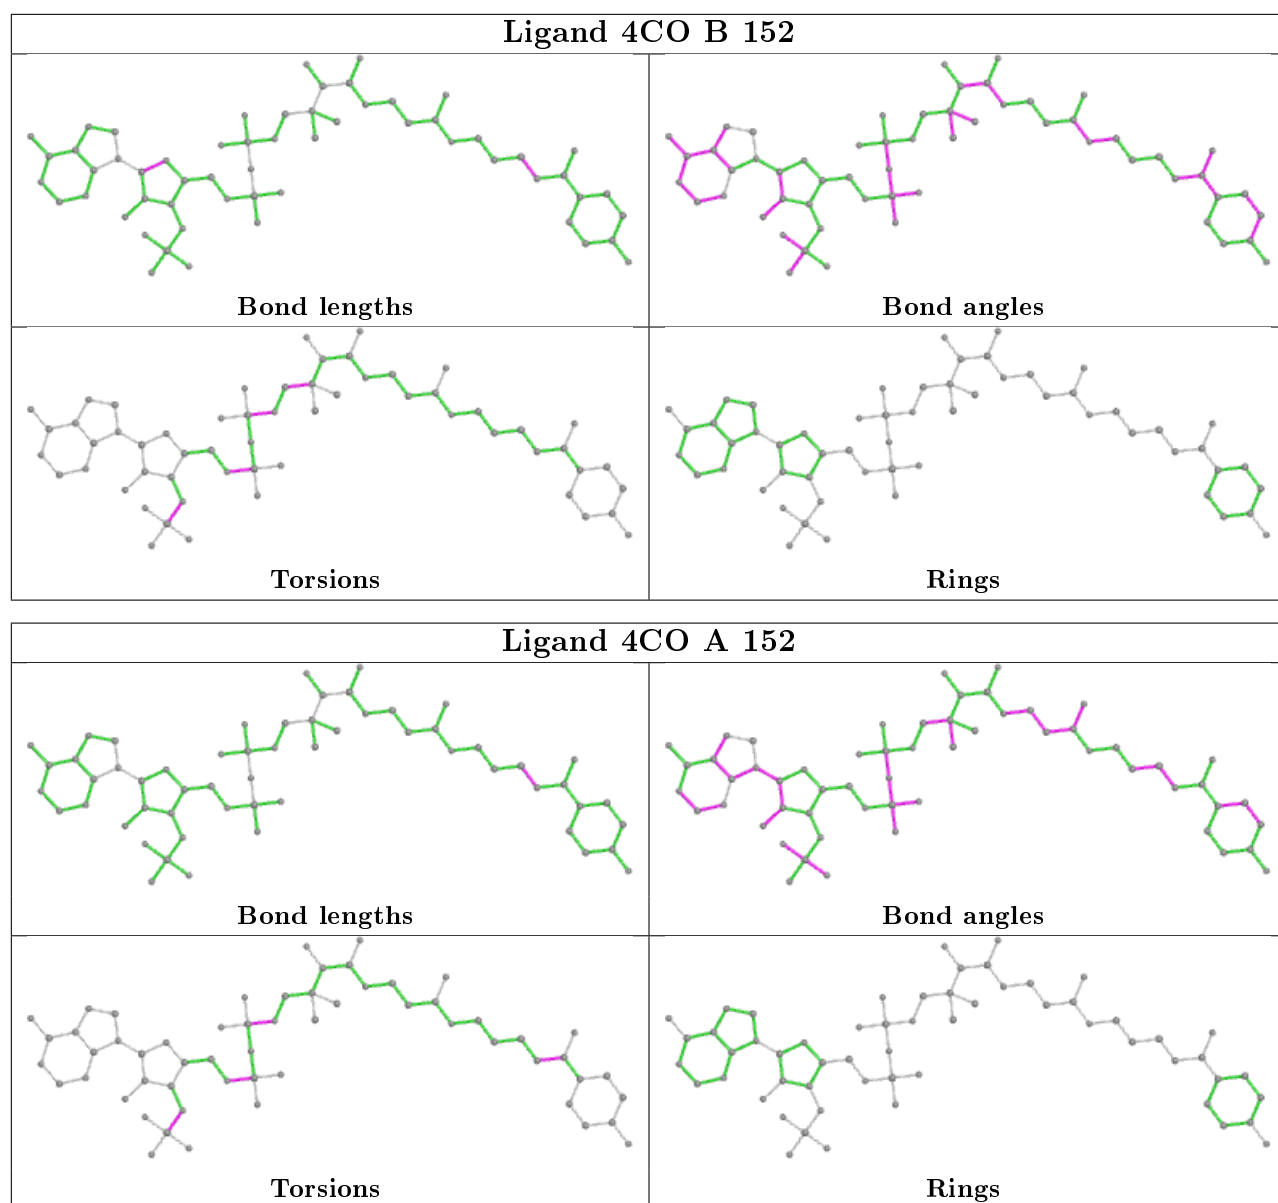 Ligand 4CO B 152
Bond lengths
Bond angles
Torsions
Rings
Ligand 4CO A 152
Bond lengths
Bond angles
Torsions
Rings